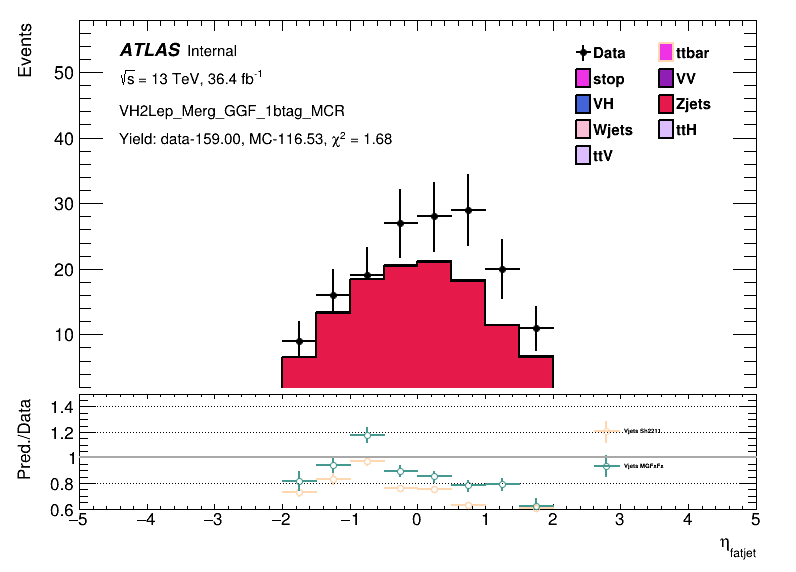 Events
ATLAS Internal
√s = 13 TeV, 36.4 fb⁻¹
VH2Lep_Merg_GGF_1btag_MCR
Yield: data-159.00, MC-116.53, χ² = 1.68
Data
ttbar
stop
VV
VH
Zjets
Wjets
ttH
ttV
50
40
30
20
10
Pred./Data
1.4
1.2
1
0.8
0.6
Vjets Sh2211
Vjets MGFxFx
−5 −4 −3 −2 −1 0 1 2 3 4 5
η_fatjet